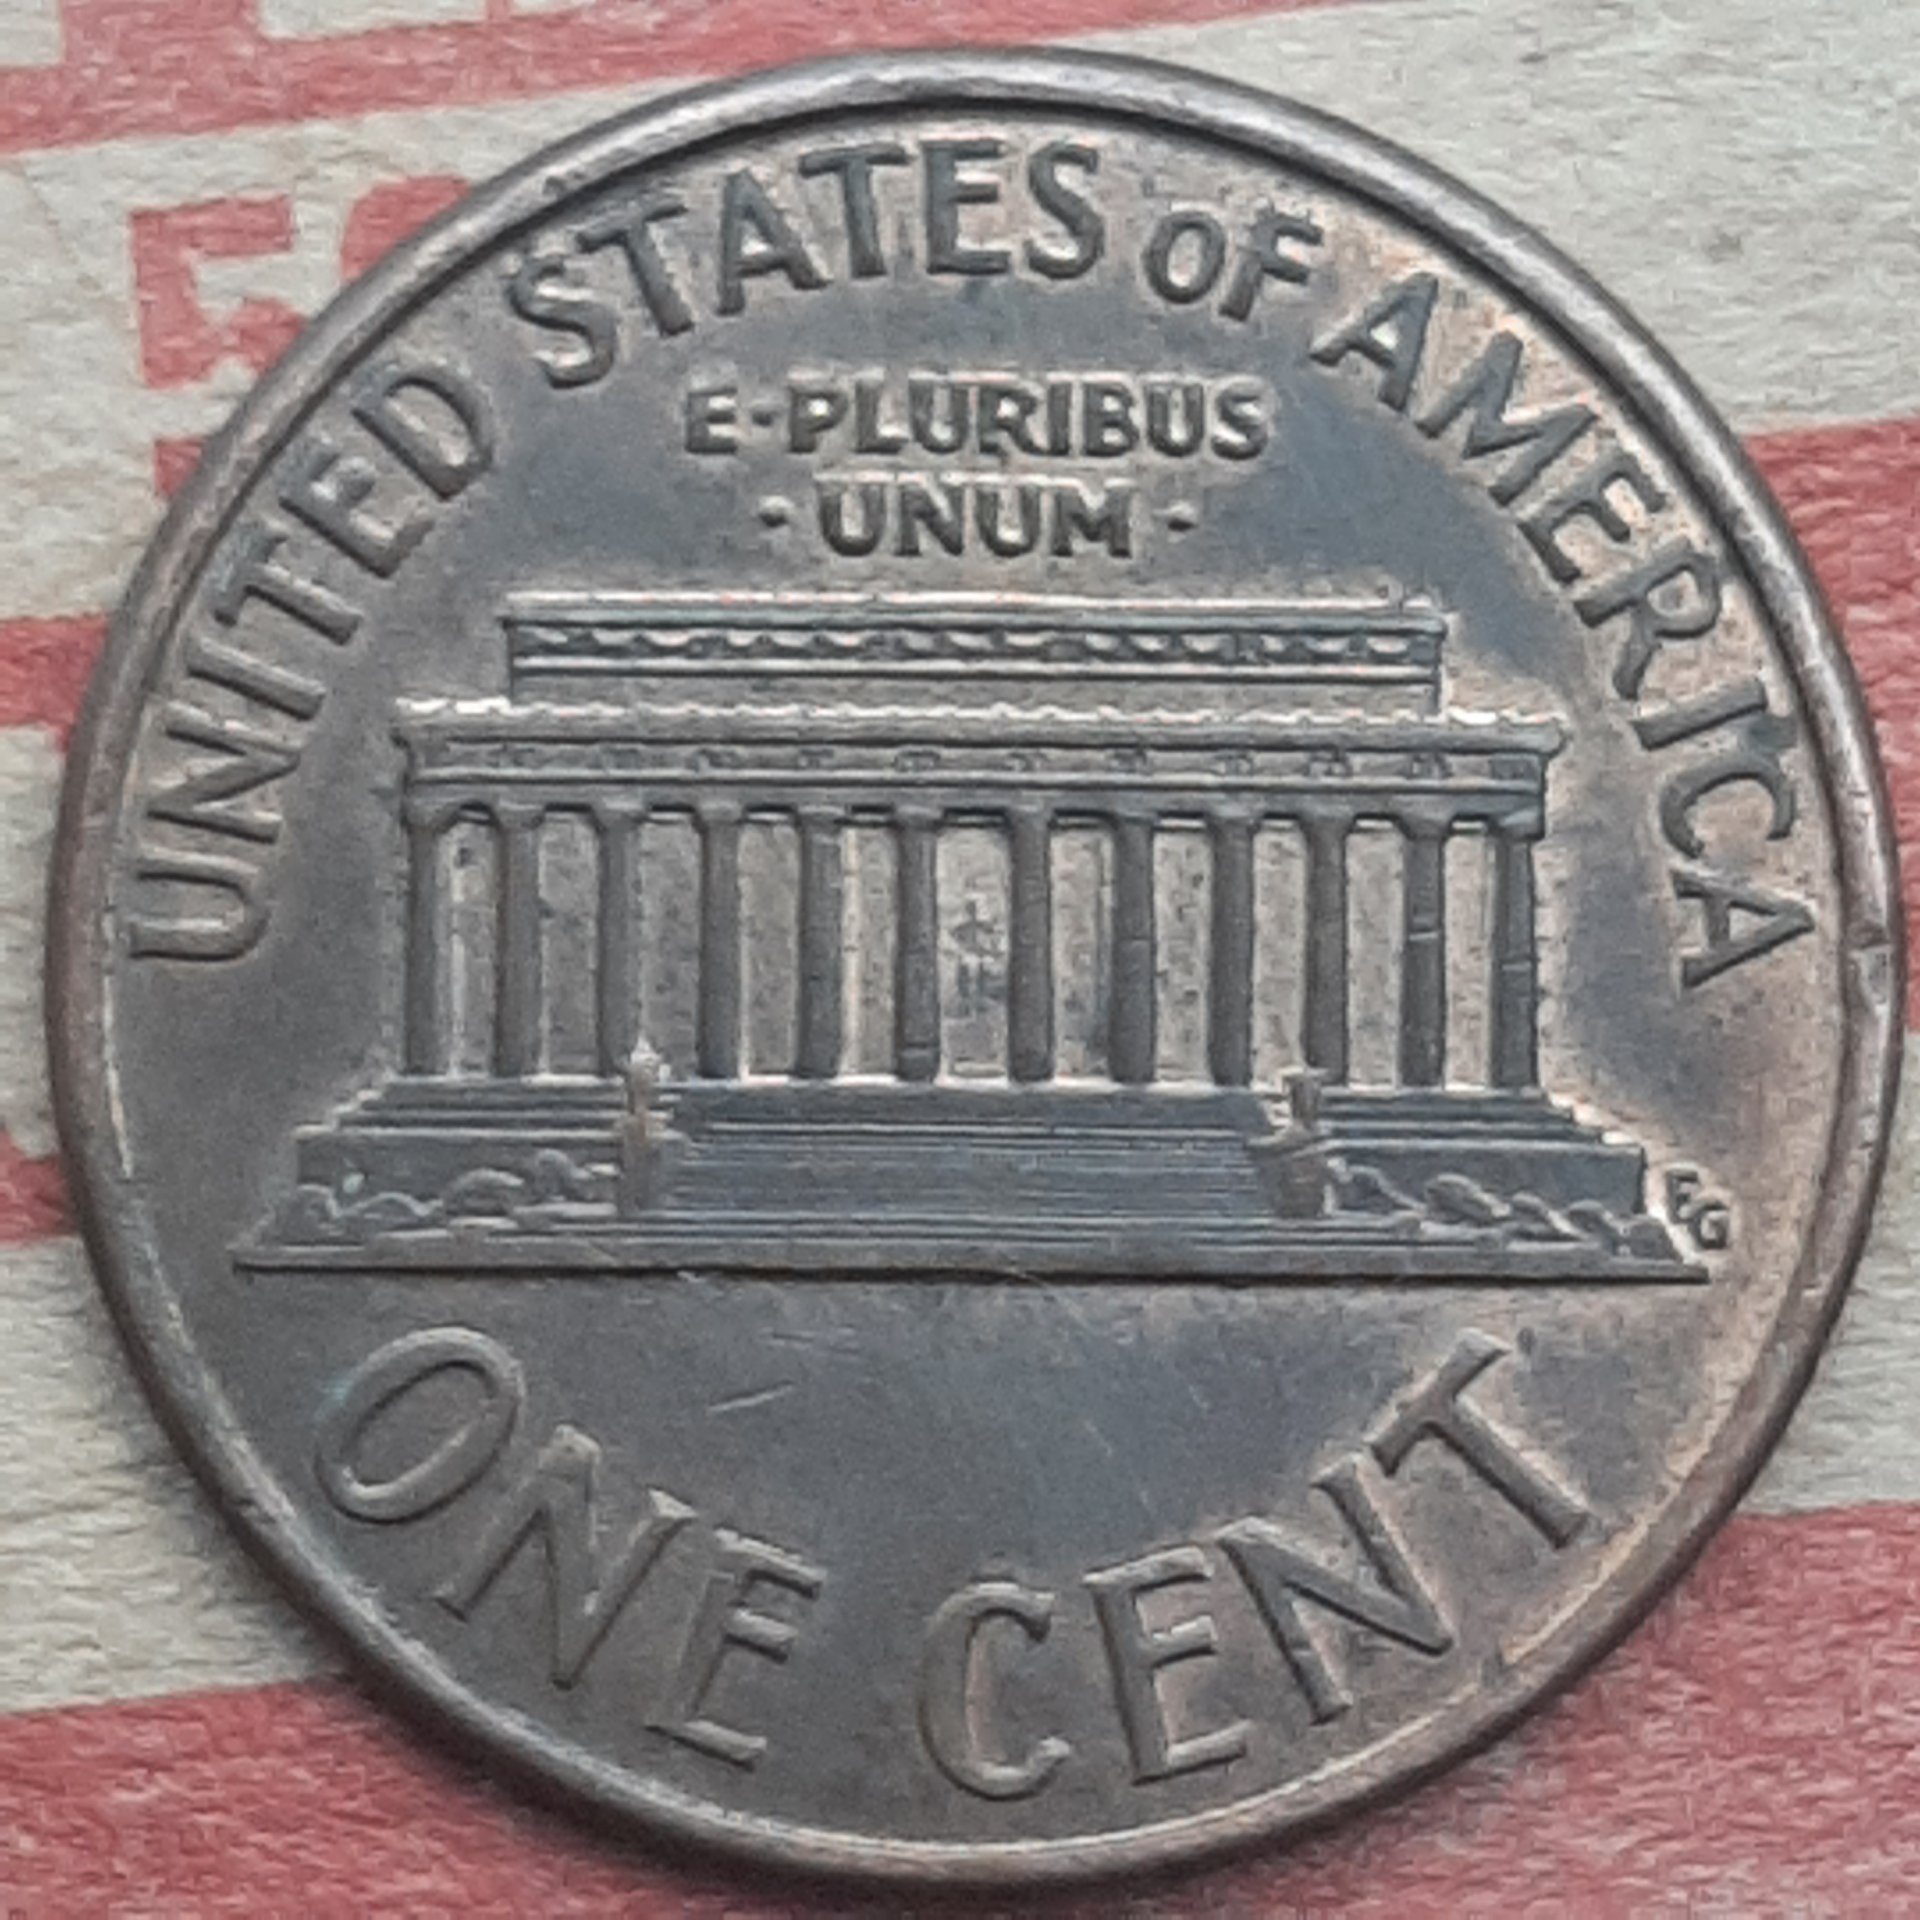 UNITED STATES OF AMERICA
E·PLURIBUS
·UNUM·
FG
ONE CENT